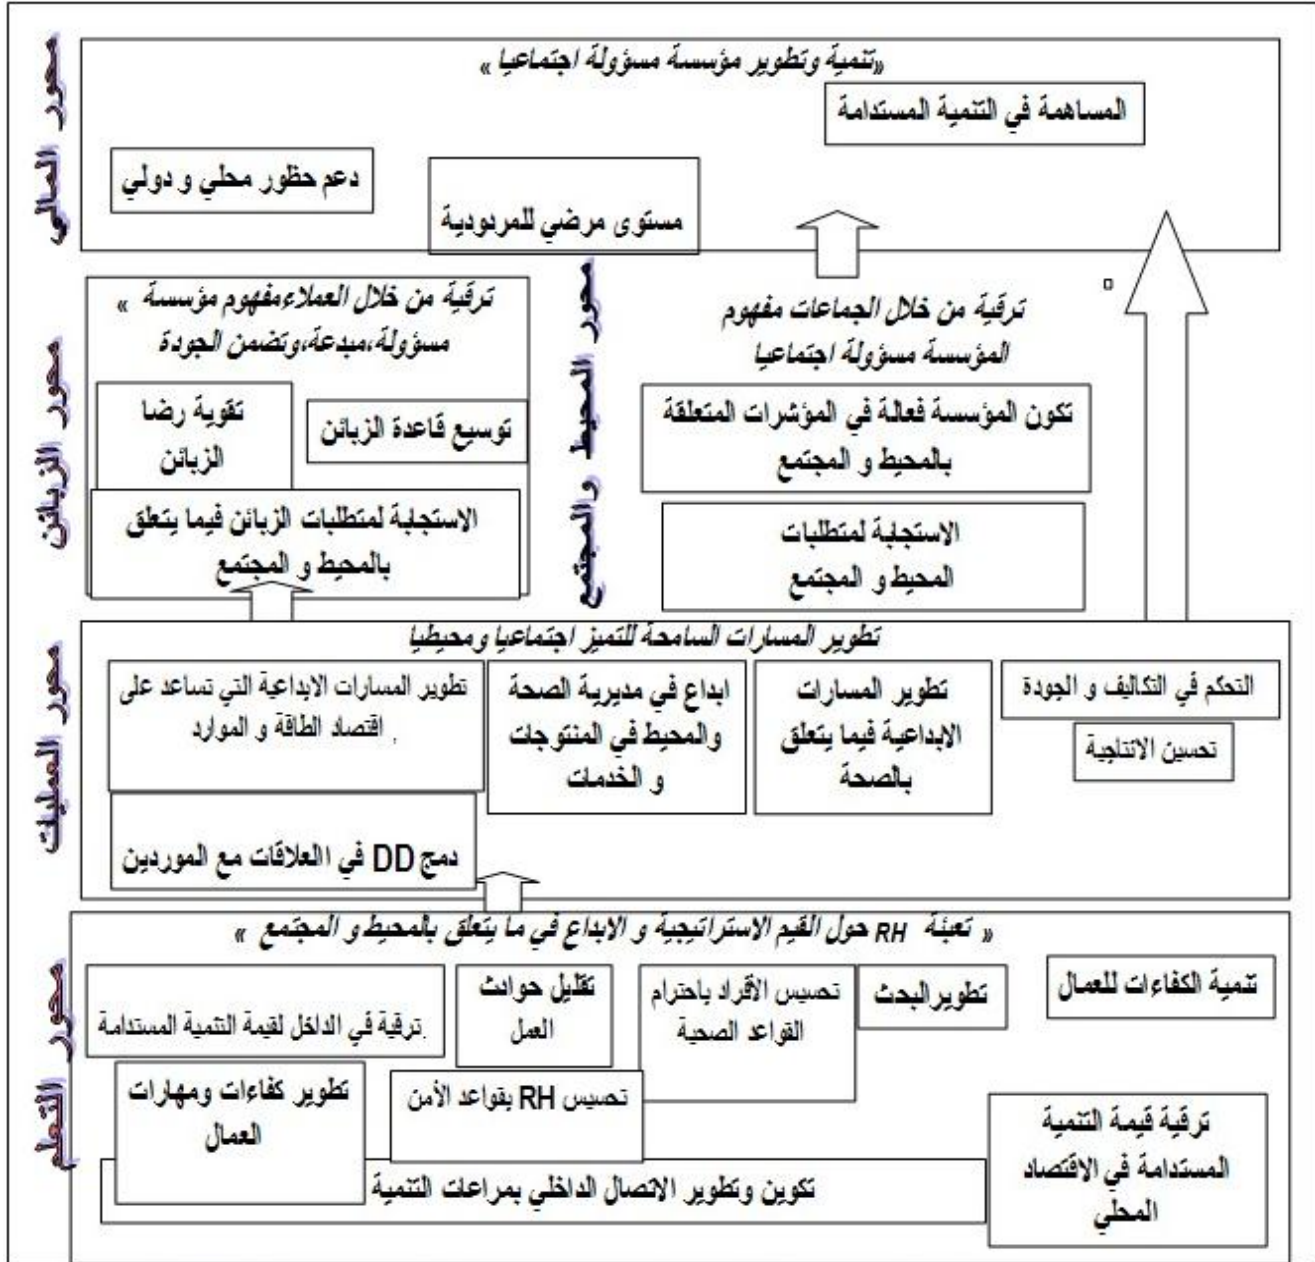 محور المالي
«تنمية وتطوير مؤسسة مسؤولة اجتماعيا »
المساهمة في التنمية المستدامة
مستوى مرضي للمردودية
دعم حظور محلي و دولي
محور المحيط والمجتمع
ترقية من خلال الجماعات مفهوم
المؤسسة مسؤولة اجتماعيا
تكون المؤسسة فعالة في المؤشرات المتعلقة
بالمحيط و المجتمع
الاستجابة لمتطلبات
المحيط و المجتمع
محور الزبائن
ترقية من خلال العملاء مفهوم مؤسسة »
مسؤولة،مبدعة،وتضمن الجودة
توسيع قاعدة الزبائن
تقوية رضا
الزبائن
الاستجابة لمتطلبات الزبائن فيما يتعلق
بالمحيط و المجتمع
محور العمليات
تطوير المسارات السامحة للتميز اجتماعيا ومحيطيا
التحكم في التكاليف و الجودة
تحسين الانتاجية
تطوير المسارات
الابداعية فيما يتعلق
بالصحة
ابداع في مديرية الصحة
والمحيط في المنتوجات
و الخدمات
تطوير المسارات الابداعية التي تساعد على
اقتصاد الطاقة و الموارد .
دمج DD في االعلاقات مع الموردين
محور التعلم
« تعبئة RH حول القيم الاستراتيجية و الابداع في ما يتعلق بالمحيط و المجتمع »
تنمية الكفاءات للعمال
تطويرالبحث
تحسيس الأفراد باحترام
القواعد الصحية
تقليل حوادث
العمل
.ترقية في الداخل لقيمة التنمية المستدامة
تحسيس RH بقواعد الأمن
تطوير كفاءات ومهارات
العمال
ترقية قيمة التنمية
المستدامة في الاقتصاد
المحلي
تكوين وتطوير الاتصال الداخلي بمراعات التنمية